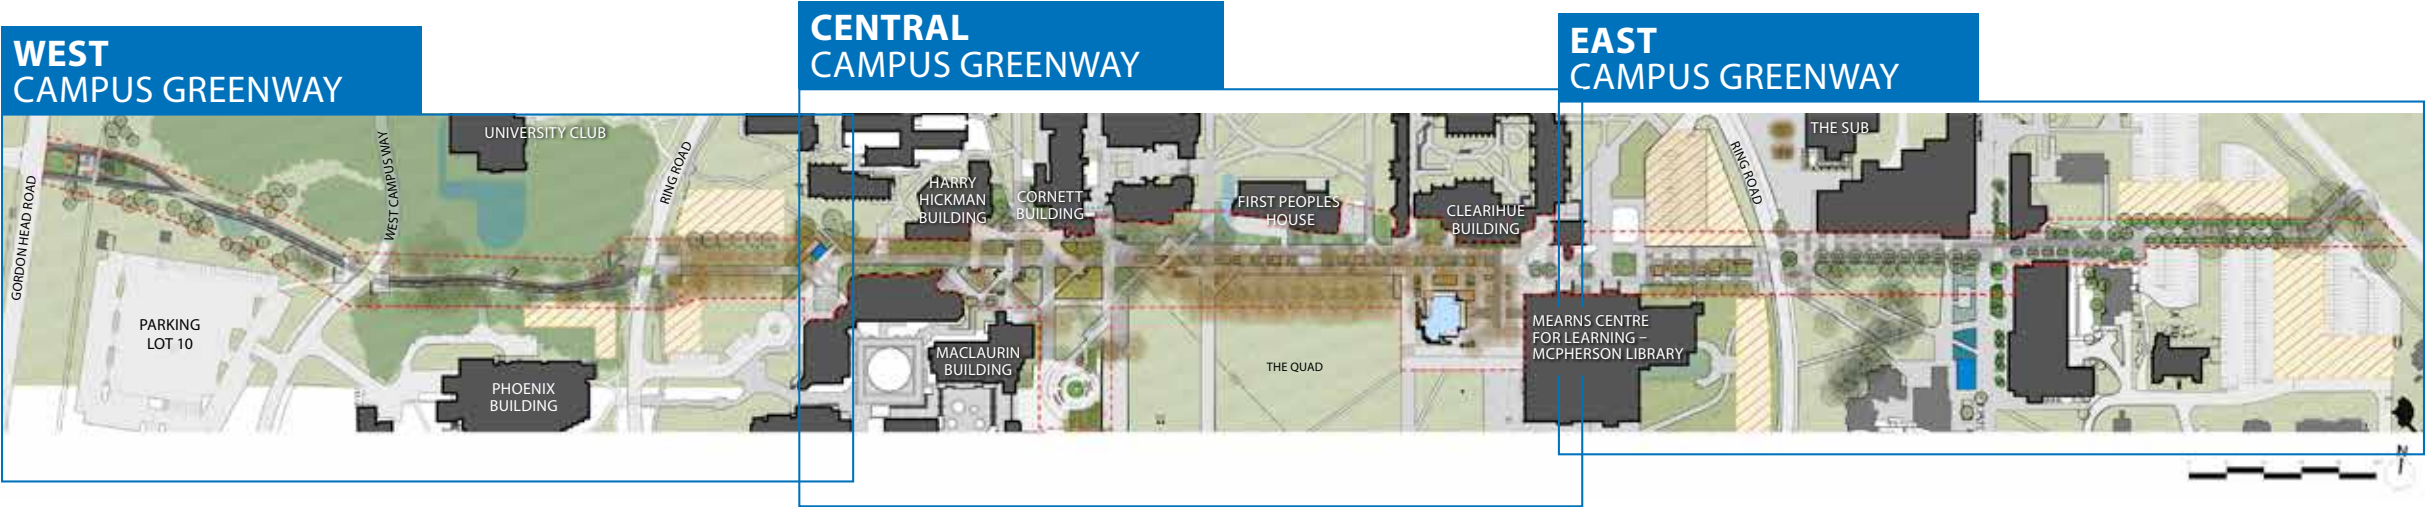 WEST
CAMPUS GREENWAY
CENTRAL
CAMPUS GREENWAY
EAST
CAMPUS GREENWAY
GORDON HEAD ROAD
PARKING
LOT 10
WEST CAMPUS WAY
UNIVERSITY CLUB
PHOENIX
BUILDING
RING ROAD
HARRY
HICKMAN
BUILDING
CORNETT
BUILDING
MACLAURIN
BUILDING
FIRST PEOPLES
HOUSE
THE QUAD
CLEARIHUE
BUILDING
MEARNS CENTRE
FOR LEARNING –
MCPHERSON LIBRARY
RING ROAD
THE SUB
N